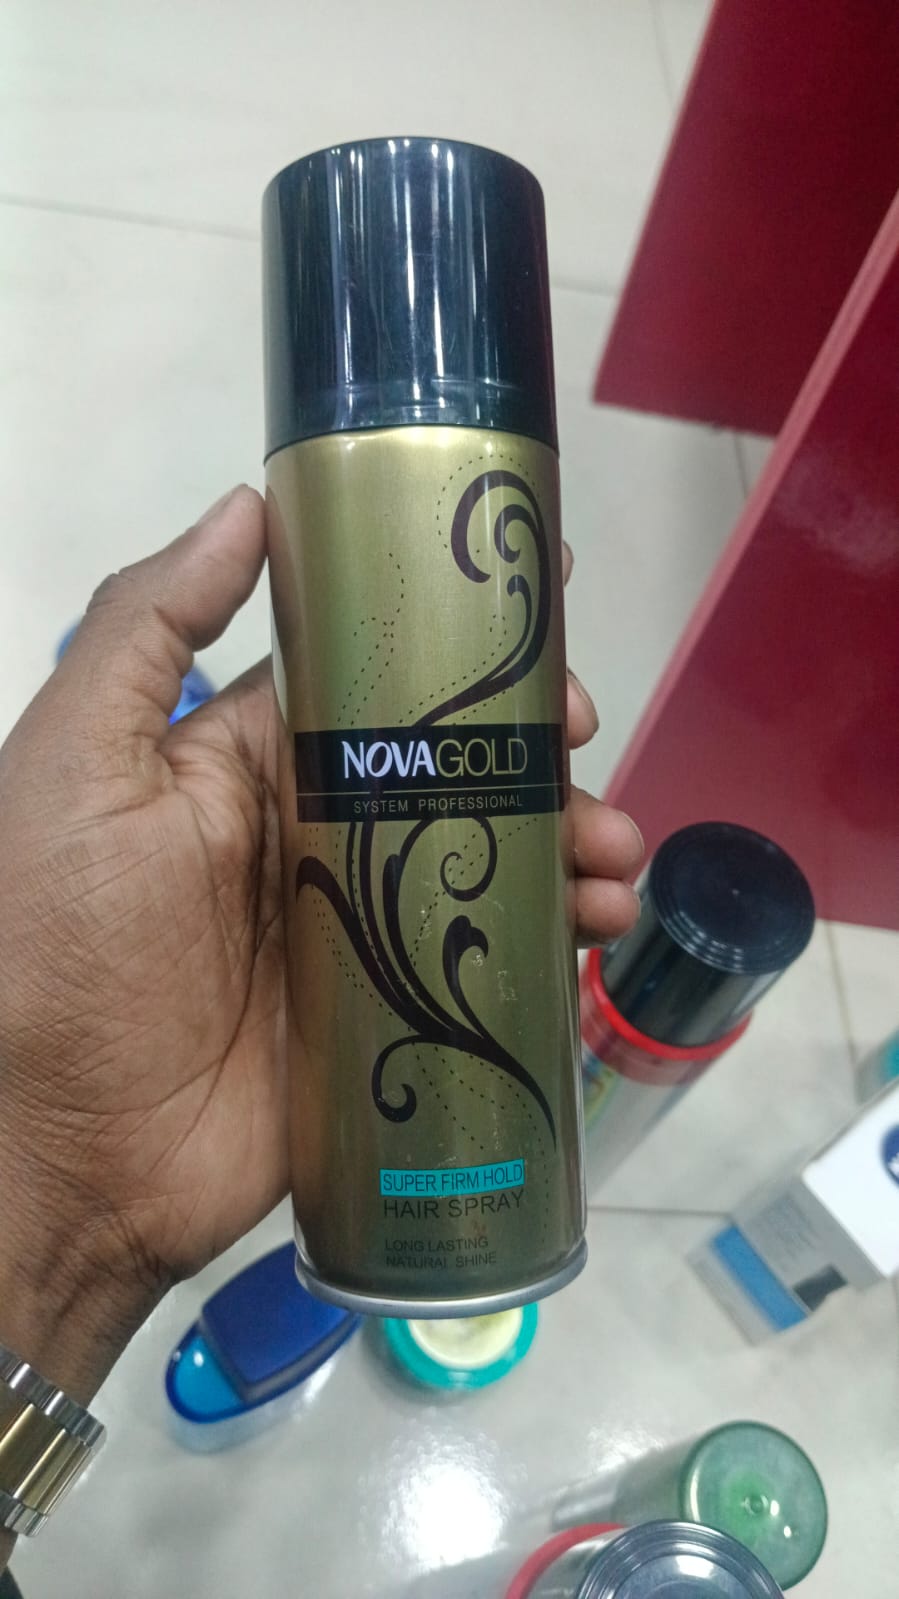 NOVAGOLD
SYSTEM PROFESSIONAL
SUPER FIRM HOLD
HAIR SPRAY
LONG LASTING
NATURAL SHINE